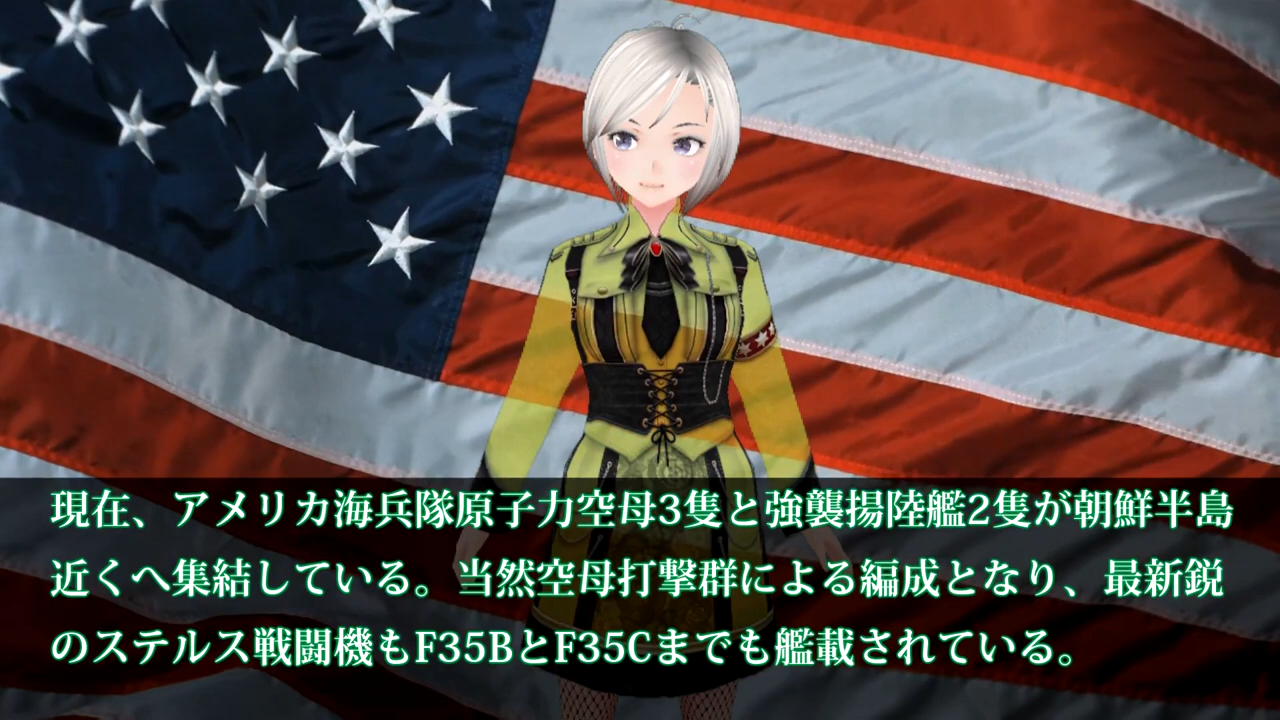 現在、アメリカ海兵隊原子力空母3隻と強襲揚陸艦2隻が朝鮮半島
近くへ集結している。当然空母打撃群による編成となり、最新鋭
のステルス戦闘機もF35BとF35Cまでも艦載されている。